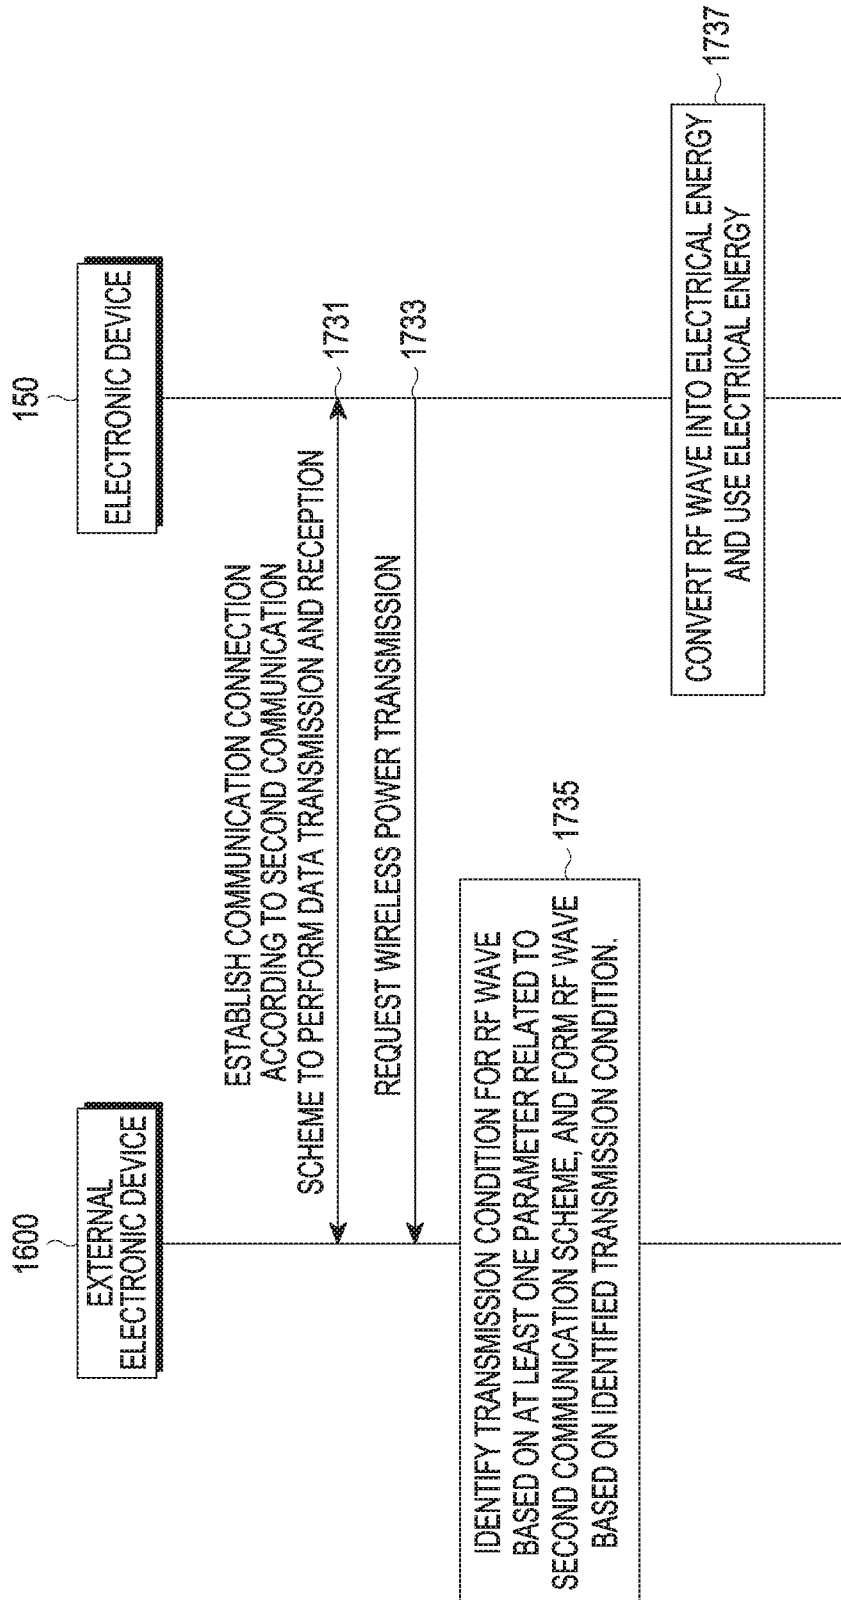 1600
EXTERNAL
ELECTRONIC DEVICE
150
ELECTRONIC DEVICE
ESTABLISH COMMUNICATION CONNECTION
ACCORDING TO SECOND COMMUNICATION
SCHEME TO PERFORM DATA TRANSMISSION AND RECEPTION
1731
REQUEST WIRELESS POWER TRANSMISSION
1733
IDENTIFY TRANSMISSION CONDITION FOR RF WAVE
BASED ON AT LEAST ONE PARAMETER RELATED TO
SECOND COMMUNICATION SCHEME, AND FORM RF WAVE
BASED ON IDENTIFIED TRANSMISSION CONDITION.
1735
CONVERT RF WAVE INTO ELECTRICAL ENERGY
AND USE ELECTRICAL ENERGY
1737